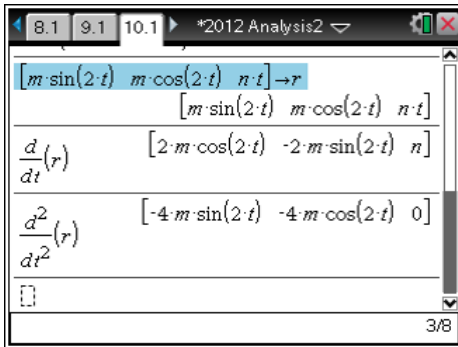 8.1 9.1 10.1 *2012 Analysis2
[m·sin(2·t) m·cos(2·t) n·t]→r
[m·sin(2·t) m·cos(2·t) n·t]
d/dt(r) [2·m·cos(2·t) -2·m·sin(2·t) n]
d²/dt²(r) [-4·m·sin(2·t) -4·m·cos(2·t) 0]
3/8